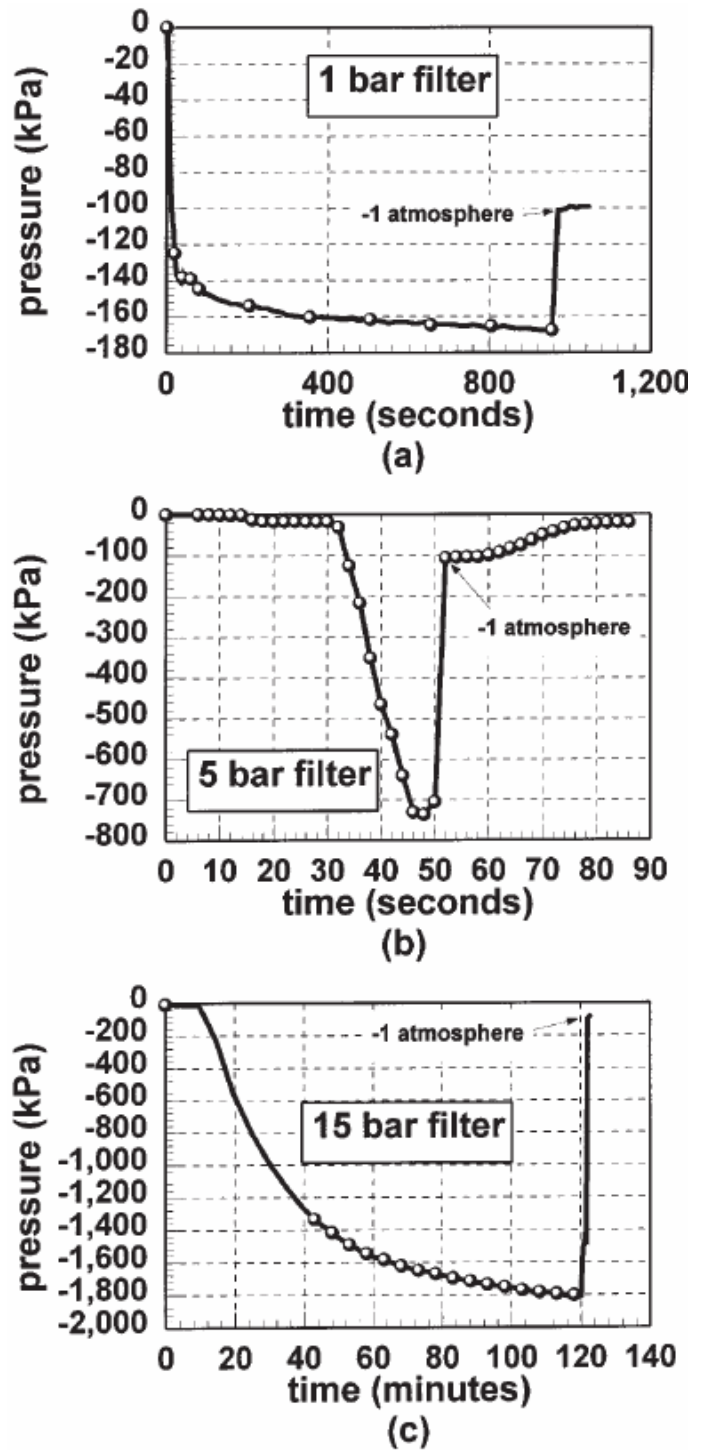 0
-20
-40
-60
-80
-100
-120
-140
-160
-180
pressure (kPa)
1 bar filter
-1 atmosphere
0 400 800 1,200
time (seconds)
(a)
0
-100
-200
-300
-400
-500
-600
-700
-800
pressure (kPa)
-1 atmosphere
5 bar filter
0 10 20 30 40 50 60 70 80 90
time (seconds)
(b)
0
-200
-400
-600
-800
-1,000
-1,200
-1,400
-1,600
-1,800
-2,000
pressure (kPa)
-1 atmosphere
15 bar filter
0 20 40 60 80 100 120 140
time (minutes)
(c)